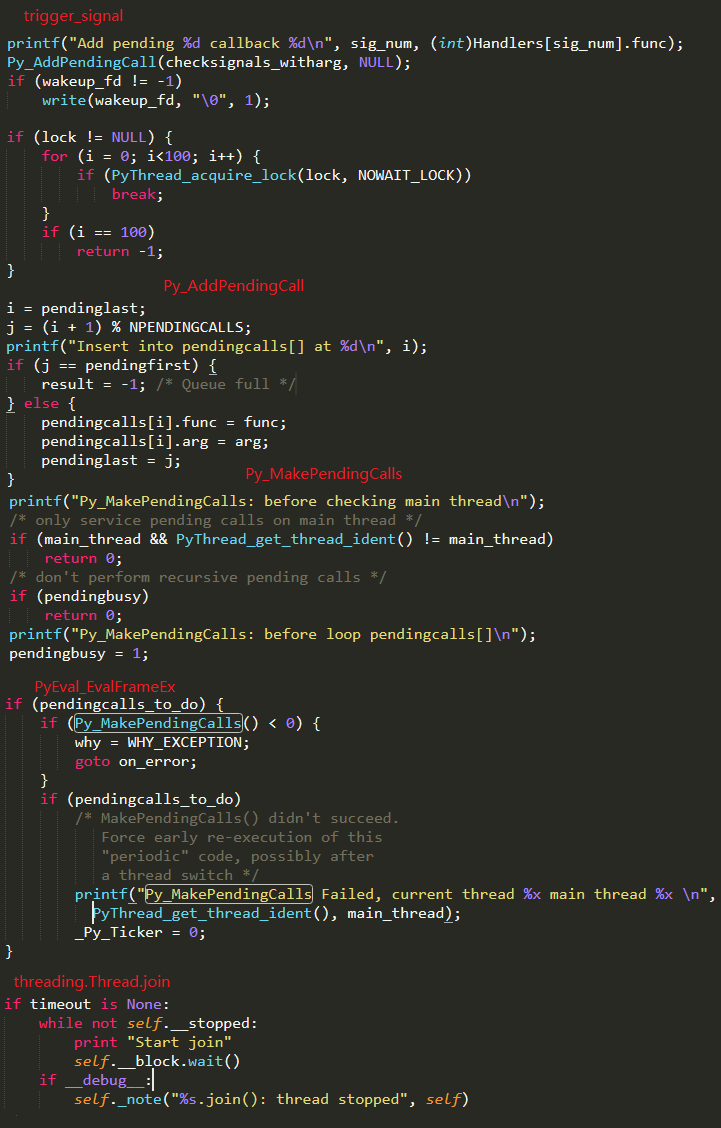 trigger_signal
printf("Add pending %d callback %d\n", sig_num, (int)Handlers[sig_num].func);
Py_AddPendingCall(checksignals_witharg, NULL);
if (wakeup_fd != -1)
    write(wakeup_fd, "\0", 1);
if (lock != NULL) {
    for (i = 0; i<100; i++) {
        if (PyThread_acquire_lock(lock, NOWAIT_LOCK))
            break;
    }
    if (i == 100)
        return -1;
}
Py_AddPendingCall
i = pendinglast;
j = (i + 1) % NPENDINGCALLS;
printf("Insert into pendingcalls[] at %d\n", i);
if (j == pendingfirst) {
    result = -1; /* Queue full */
} else {
    pendingcalls[i].func = func;
    pendingcalls[i].arg = arg;
    pendinglast = j;
}
Py_MakePendingCalls
printf("Py_MakePendingCalls: before checking main thread\n");
/* only service pending calls on main thread */
if (main_thread && PyThread_get_thread_ident() != main_thread)
    return 0;
/* don't perform recursive pending calls */
if (pendingbusy)
    return 0;
printf("Py_MakePendingCalls: before loop pendingcalls[]\n");
pendingbusy = 1;
PyEval_EvalFrameEx
if (pendingcalls_to_do) {
    if (Py_MakePendingCalls() < 0) {
        why = WHY_EXCEPTION;
        goto on_error;
    }
    if (pendingcalls_to_do)
        /* MakePendingCalls() didn't succeed.
           Force early re-execution of this
           "periodic" code, possibly after
           a thread switch */
        printf("Py_MakePendingCalls Failed, current thread %x main thread %x \n",
          PyThread_get_thread_ident(), main_thread);
        _Py_Ticker = 0;
}
threading.Thread.join
if timeout is None:
    while not self.__stopped:
        print "Start join"
        self.__block.wait()
    if __debug__:
        self._note("%s.join(): thread stopped", self)